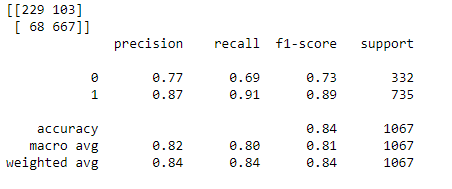 [[229 103]
 [ 68 667]]
              precision    recall  f1-score   support

           0       0.77      0.69      0.73       332
           1       0.87      0.91      0.89       735

    accuracy                           0.84      1067
   macro avg       0.82      0.80      0.81      1067
weighted avg       0.84      0.84      0.84      1067